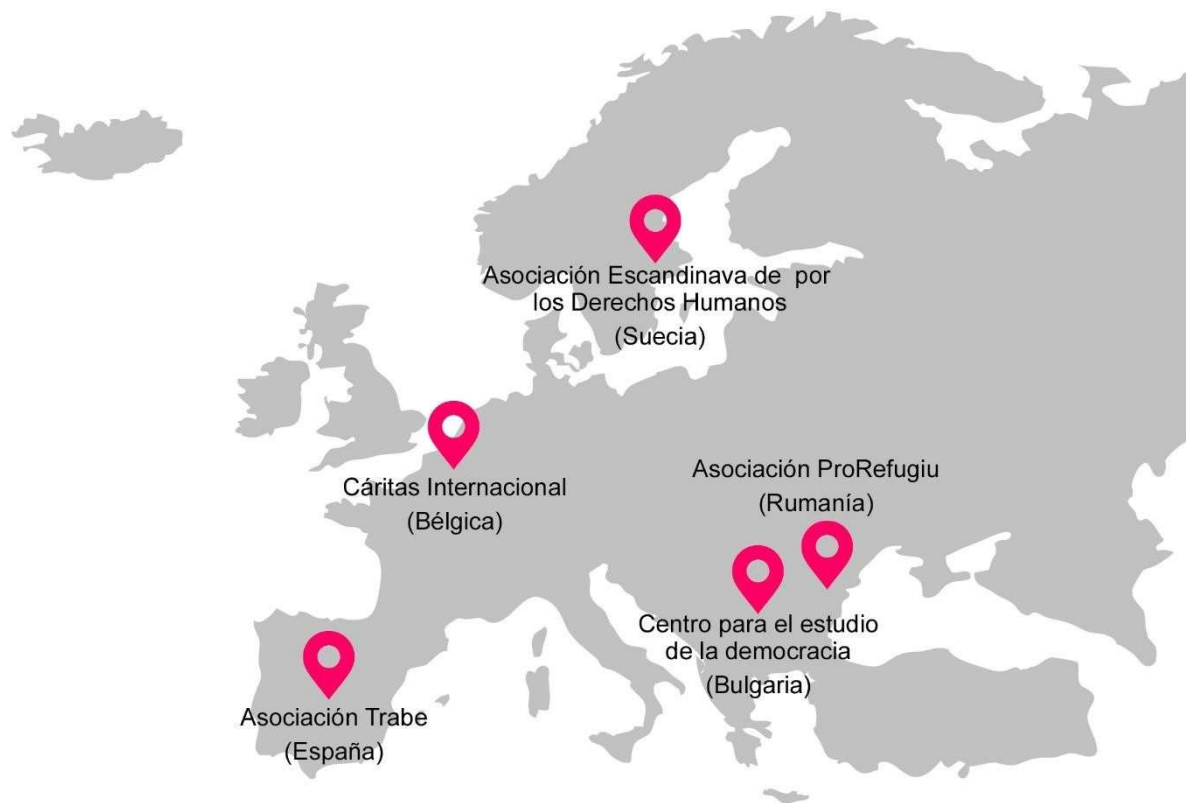 Asociación Escandinava de  por
los Derechos Humanos
(Suecia)
Cáritas Internacional
(Bélgica)
Asociación ProRefugiu
(Rumanía)
Centro para el estudio
de la democracia
(Bulgaria)
Asociación Trabe
(España)